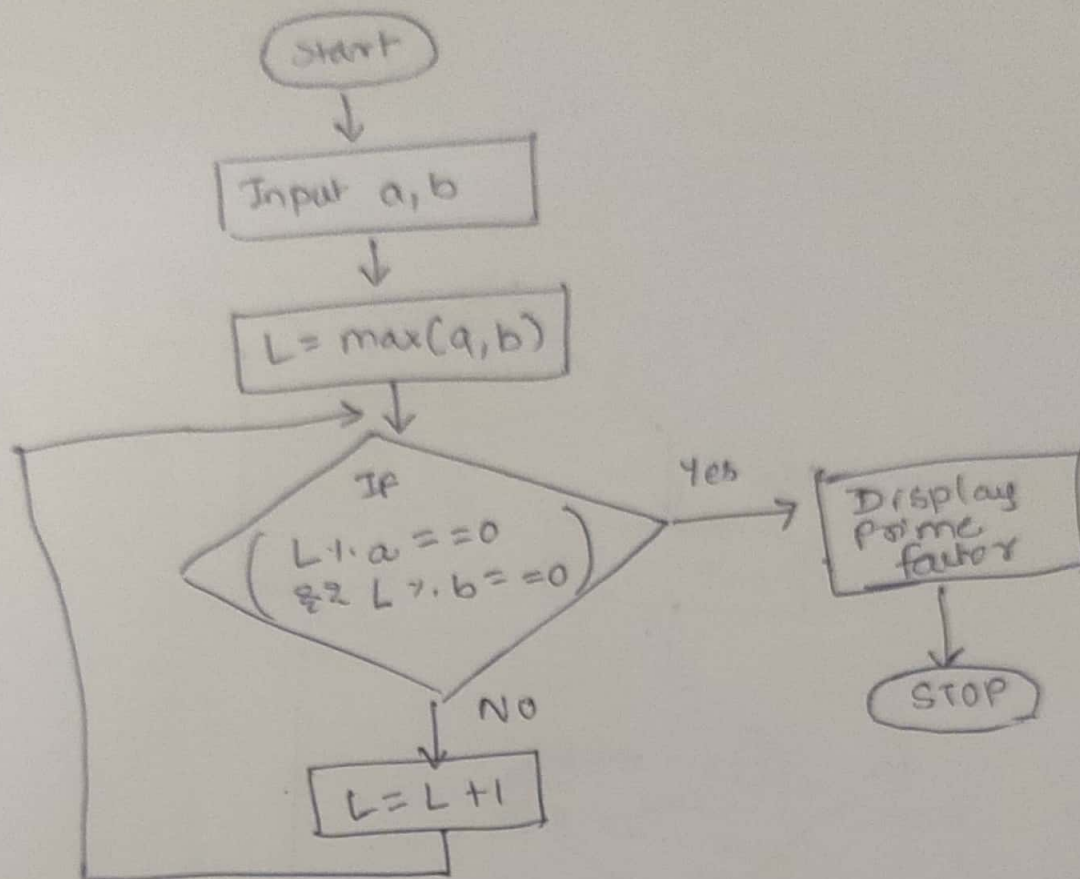 Start
Input a, b
L = max(a, b)
If
( L % a = = 0
&& L % . b = = 0 )
Yes
Display
prime
factor
STOP
NO
L = L + 1